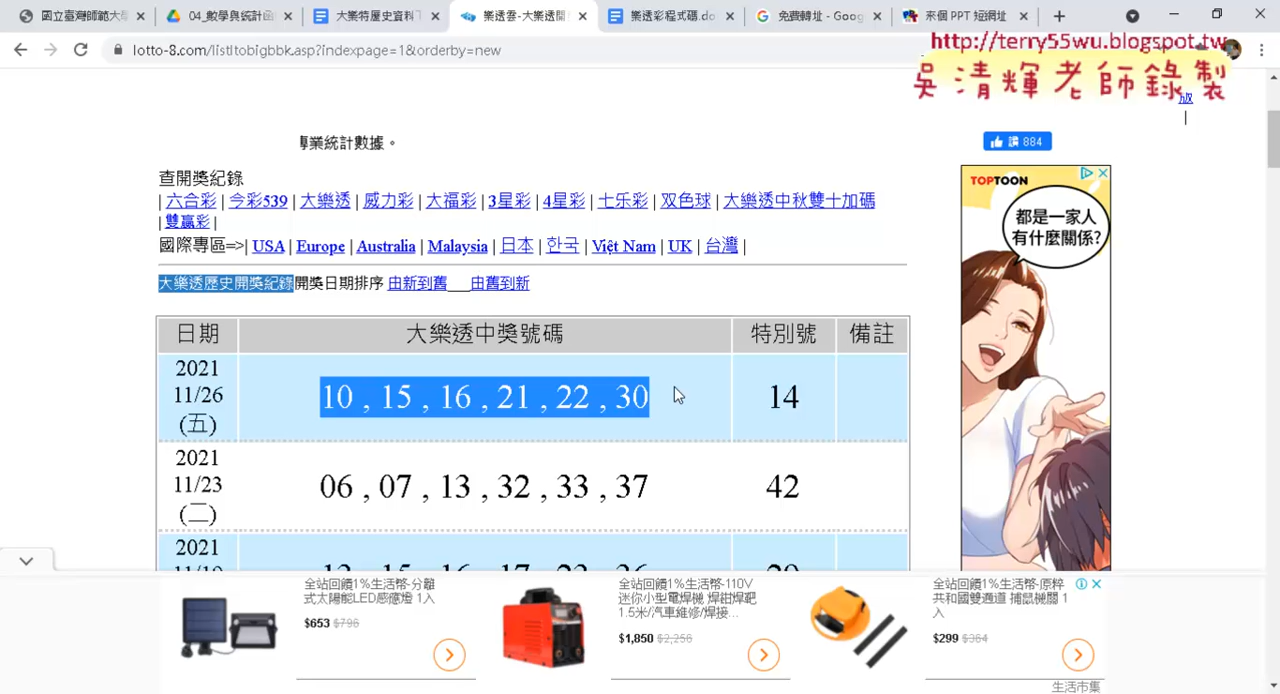 國立臺灣師範大學
04_數學與統計函
大樂特歷史資料下
樂透雲-大樂透開
樂透彩程式碼.do
免費轉址 - Goog
來個 PPT 短網址
lotto-8.com/listltobigbbk.asp?indexpage=1&orderby=new
http://terry55wu.blogspot.tw
吳清輝老師錄製
版
|
專業統計數據。
讚 884
查開獎紀錄
| 六合彩 | 今彩539 | 大樂透 | 威力彩 | 大福彩 | 3星彩 | 4星彩 | 七乐彩 | 双色球 | 大樂透中秋雙十加碼
| 雙贏彩 |
國際專區=>| USA | Europe | Australia | Malaysia | 日本 | 한국 | Việt Nam | UK | 台灣 |
大樂透歷史開獎紀錄開獎日期排序 由新到舊 由舊到新
日期 大樂透中獎號碼 特別號 備註
2021
11/26
(五)
10 , 15 , 16 , 21 , 22 , 30
14
2021
11/23
(二)
06 , 07 , 13 , 32 , 33 , 37
42
2021
TOPTOON
都是一家人
有什麼關係?
全站回饋1%生活幣-分離
式太陽能LED感應燈 1入
$653 $796
全站回饋1%生活幣-110V
迷你小型電焊機 焊鉗焊靶
1.5米/汽車維修/焊接...
$1,850 $2,256
全站回饋1%生活幣-原粹
共和國雙通道 捕鼠機關 1
入
$299 $364
生活市集